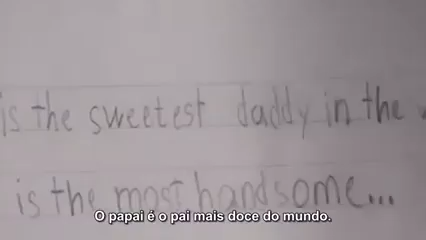 is the sweetest daddy in the
is the most handsome...
O papai é o pai mais doce do mundo.